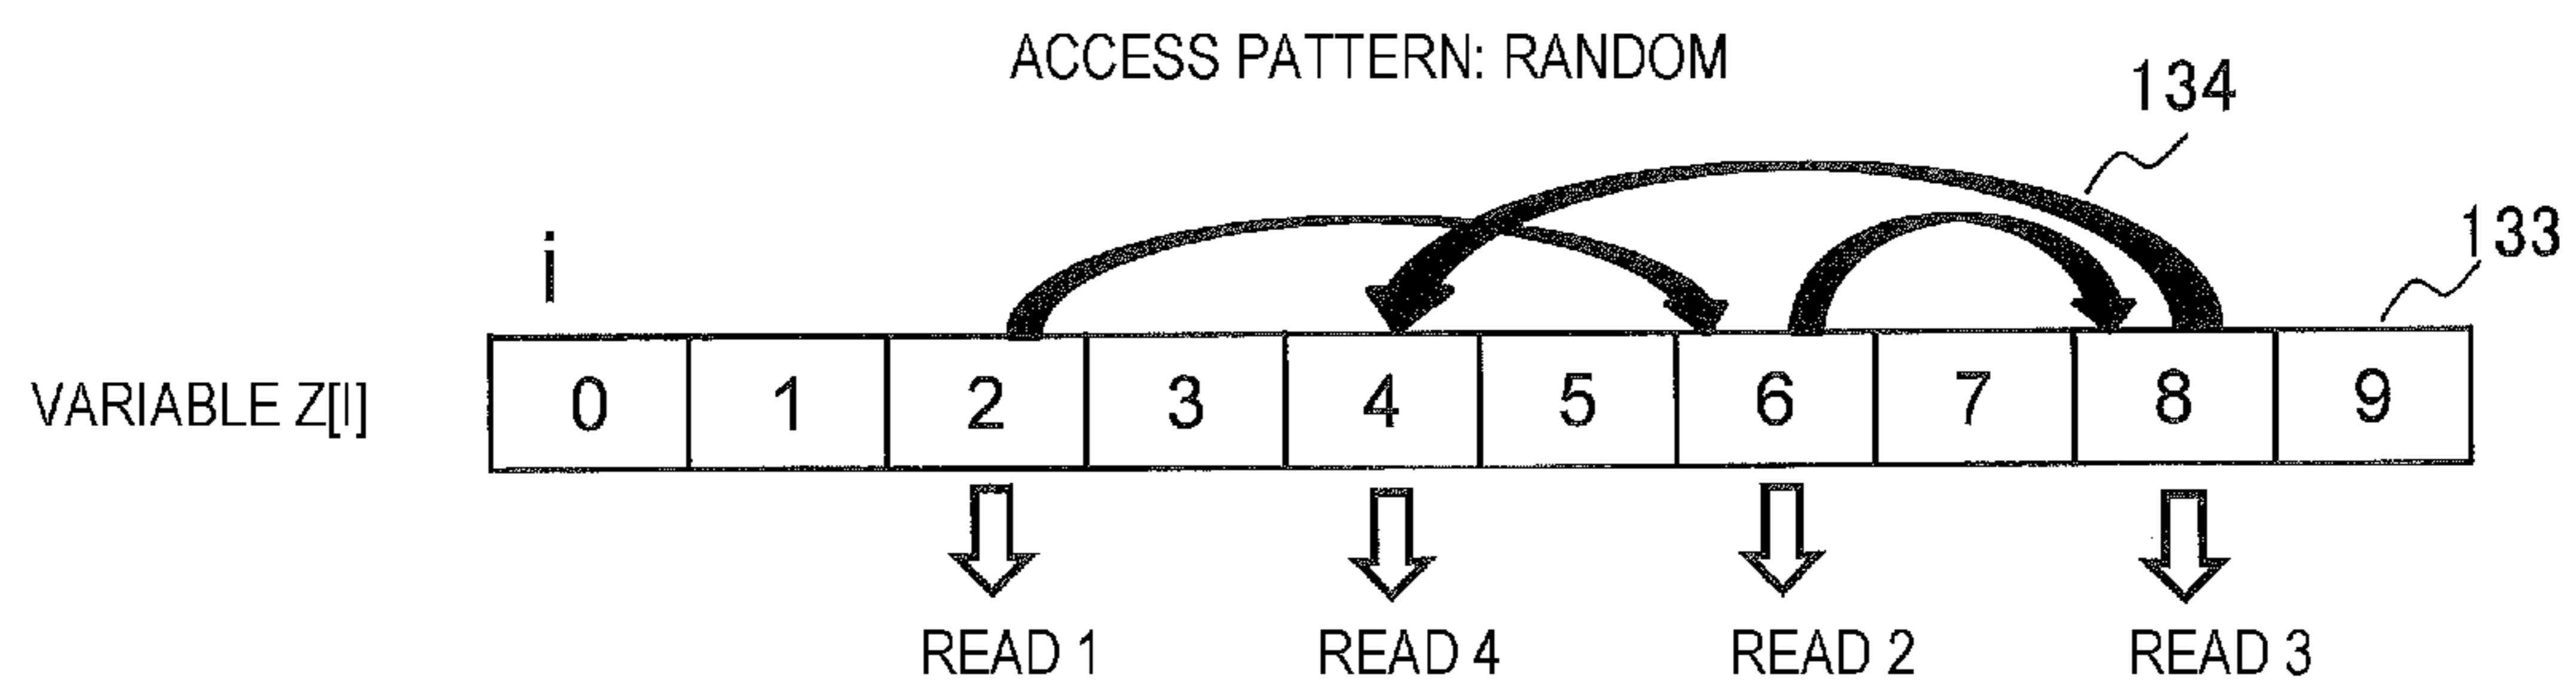 ACCESS PATTERN: RANDOM
134
133
i
VARIABLE Z[I] 0 1 2 3 4 5 6 7 8 9
READ 1 READ 4 READ 2 READ 3